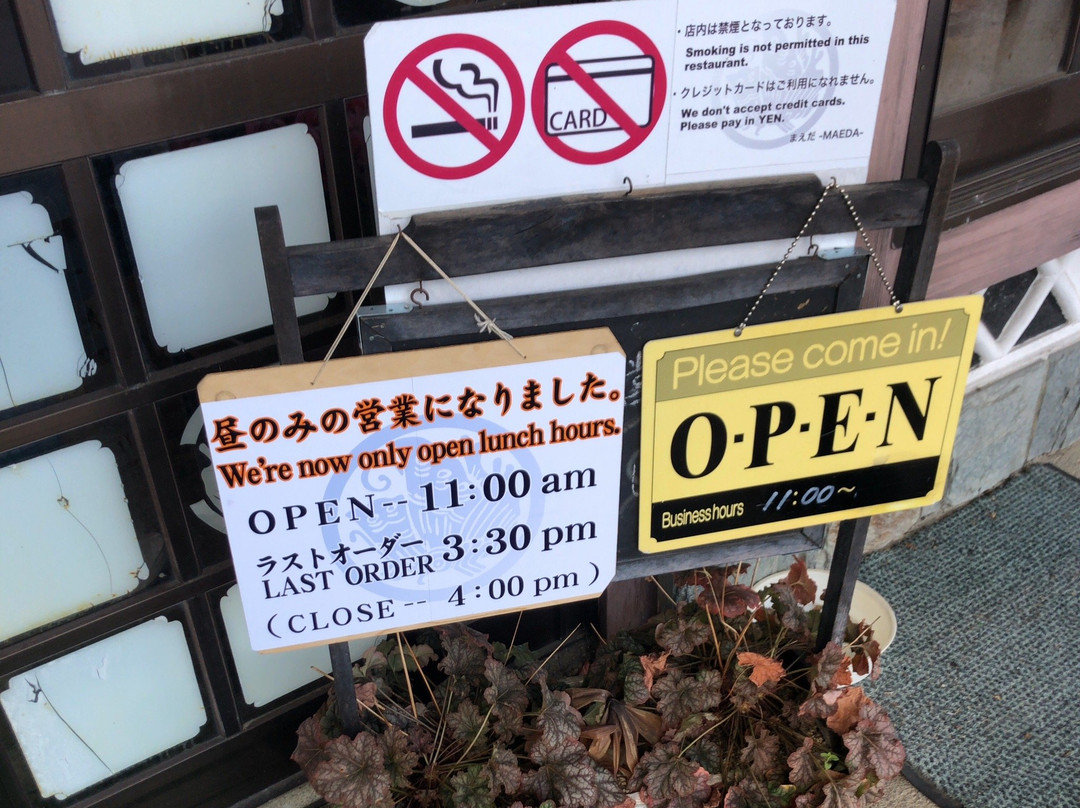 ・店内は禁煙となっております。
Smoking is not permitted in this
restaurant.
・クレジットカードはご利用になれません。
We don't accept credit cards.
Please pay in YEN.
まえだ -MAEDA-
CARD
昼のみの営業になりました。
We're now only open lunch hours.
OPEN-- 11:00 am
ラストオーダー
LAST ORDER 3:30 pm
(CLOSE-- 4:00 pm)
Please come in!
O·P·E·N
Business hours 11:00~